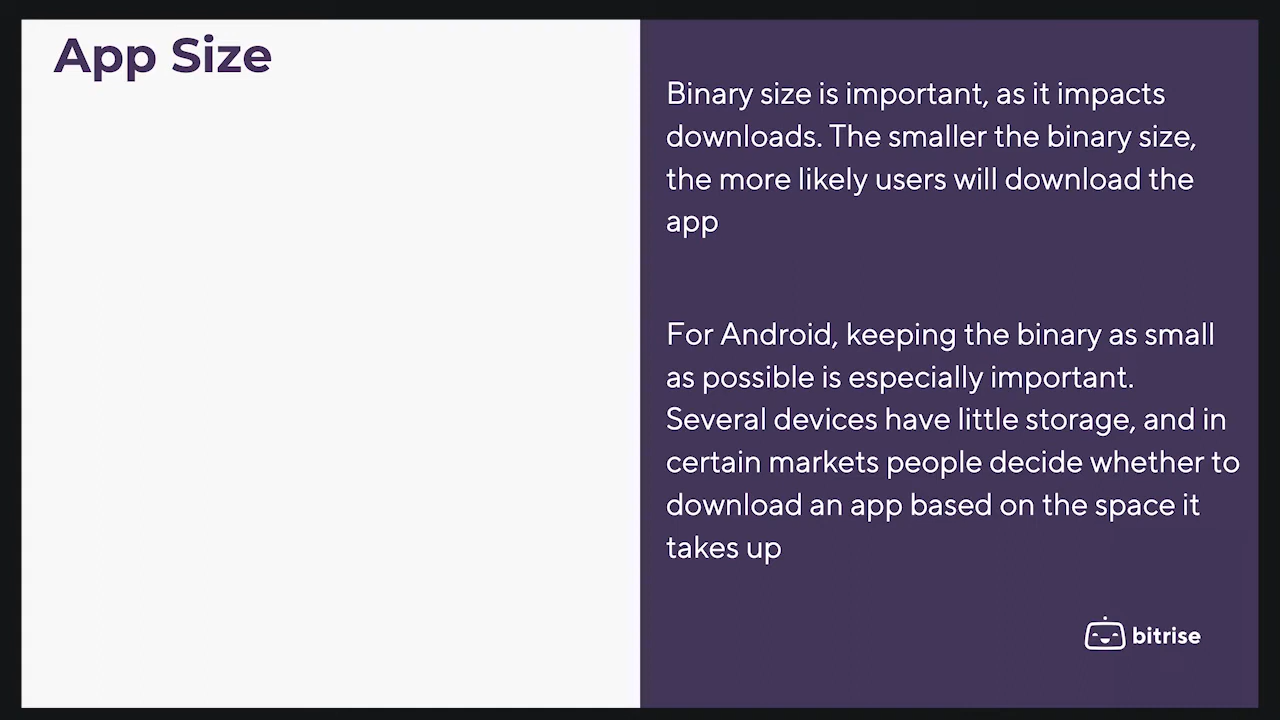 App Size
Binary size is important, as it impacts
downloads. The smaller the binary size,
the more likely users will download the
app
For Android, keeping the binary as small
as possible is especially important.
Several devices have little storage, and in
certain markets people decide whether to
download an app based on the space it
takes up
bitrise